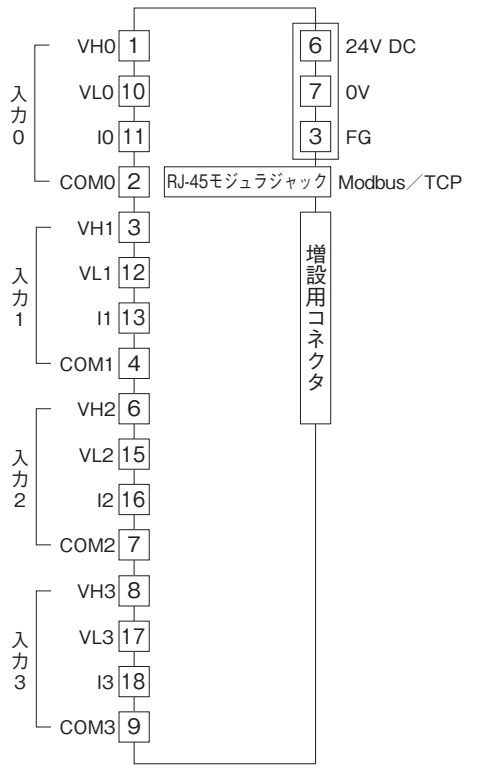 入力0
VH0 1
VL0 10
I0 11
COM0 2
入力1
VH1 3
VL1 12
I1 13
COM1 4
入力2
VH2 6
VL2 15
I2 16
COM2 7
入力3
VH3 8
VL3 17
I3 18
COM3 9
6 24V DC
7 0V
3 FG
RJ-45モジュラジャック Modbus／TCP
増設用コネクタ